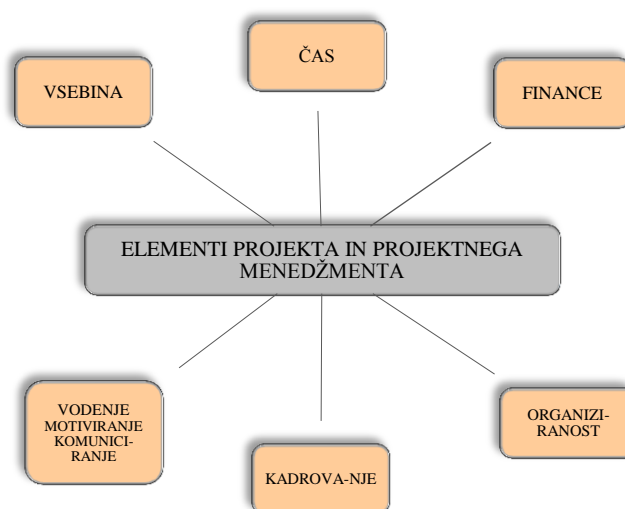 VSEBINA
ČAS
FINANCE
ELEMENTI PROJEKTA IN PROJEKTNEGA
MENEDŽMENTA
VODENJE
MOTIVIRANJE
KOMUNICI-
RANJE
KADROVA-NJE
ORGANIZI-
RANOST